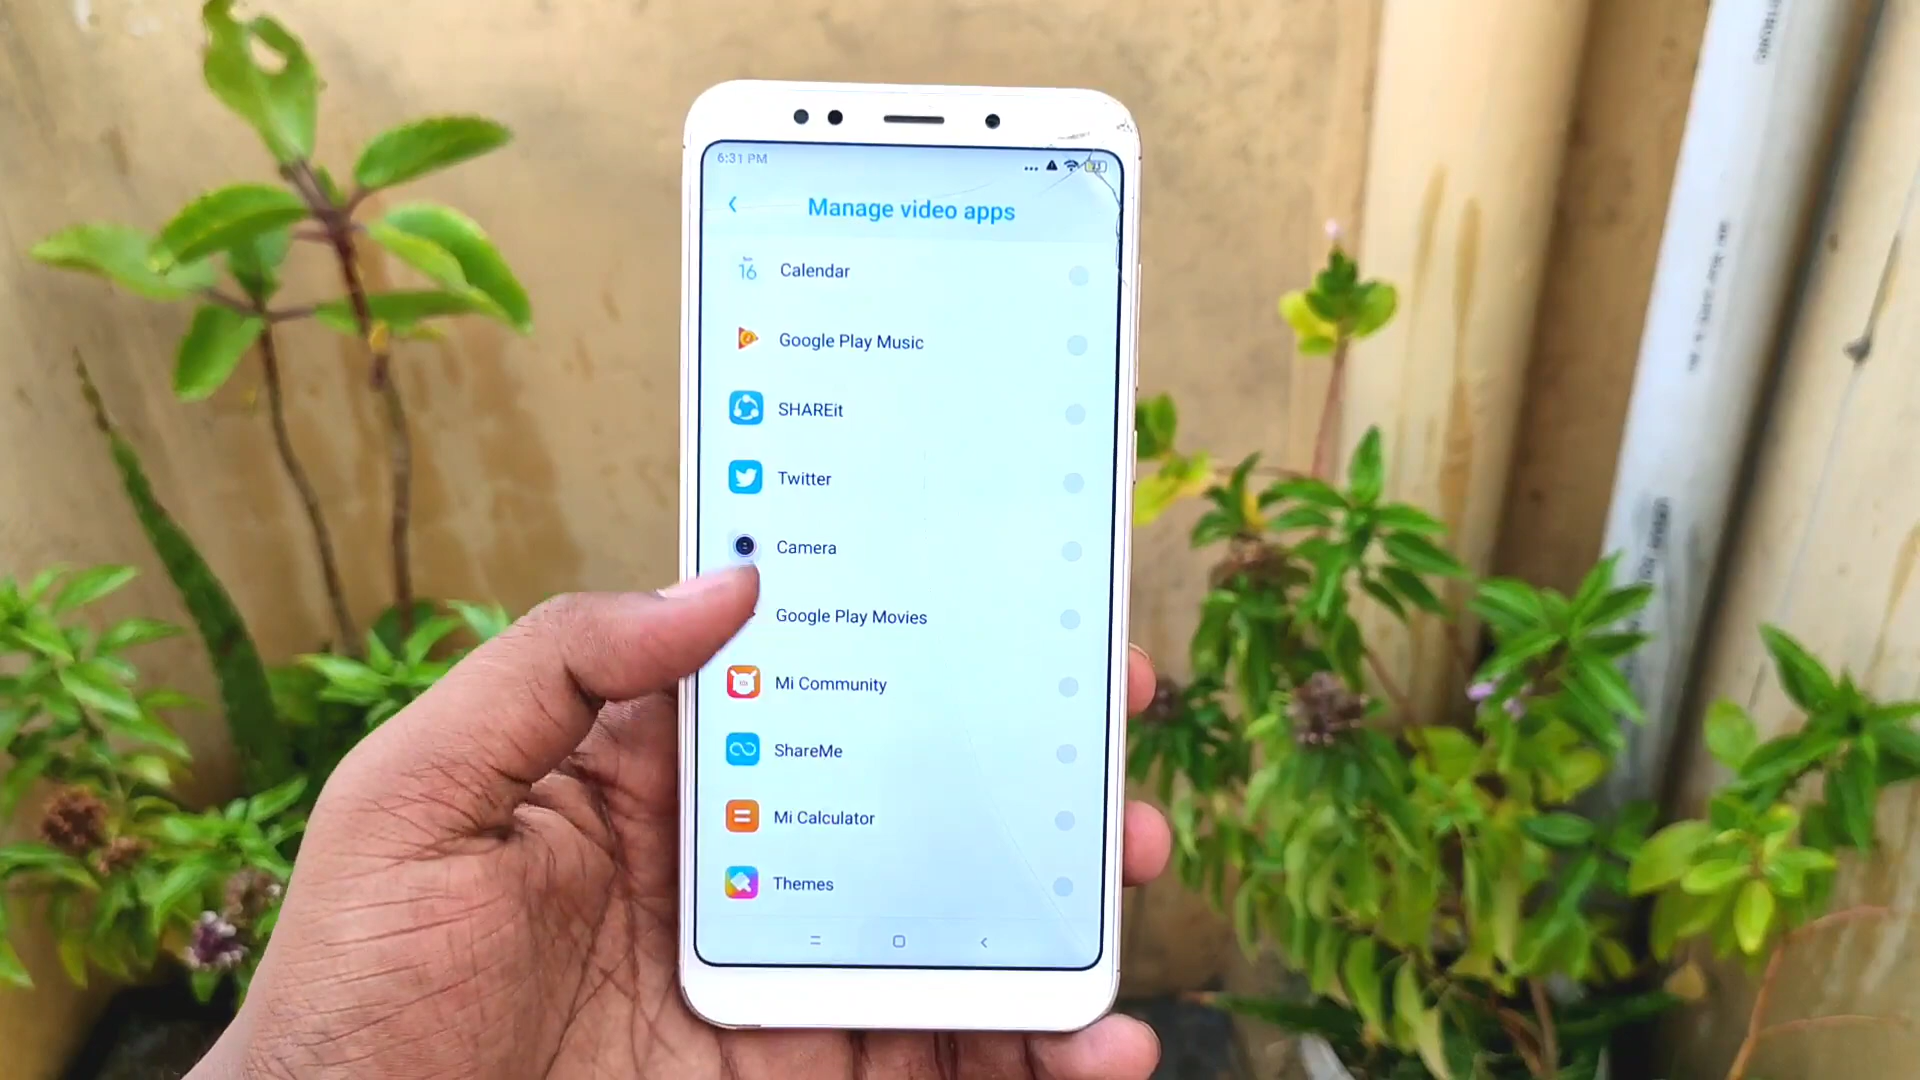 6:31 PM
Manage video apps
16
Calendar
Google Play Music
SHAREit
Twitter
Camera
Google Play Movies
Mi Community
ShareMe
Mi Calculator
Themes